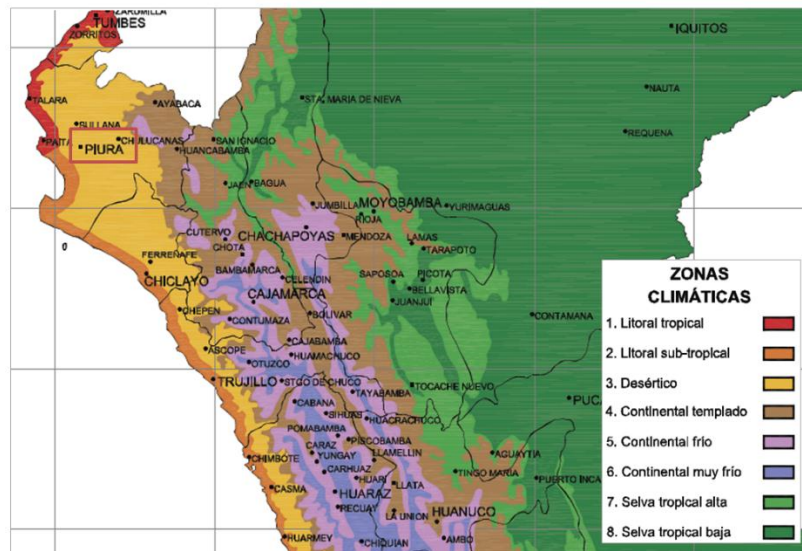 ZARUMILLA
TUMBES
ZORRITOS
IQUITOS
TALARA
AYABACA
STA. MARIA DE NIEVA
NAUTA
SULLANA
PAITA
CHULUCANAS
PIURA
SAN IGNACIO
HUANCABAMBA
REQUENA
JAEN
BAGUA
JUMBILLA
MOYOBAMBA
YURIMAGUAS
RIOJA
CUTERVO
CHACHAPOYAS
MENDOZA
LAMAS
CHOTA
TARAPOTO
0
FERREÑAFE
BAMBAMARCA
CHICLAYO
CELENDIN
SAPOSOA
PICOTA
BELLAVISTA
CAJAMARCA
JUANJUI
CHEPEN
CONTUMAZA
BOLIVAR
CONTAMANA
CAJABAMBA
ASCOPE
HUAMACHUCO
OTUZCO
TRUJILLO
STGO DE CHUCO
TAYABAMBA
TOCACHE NUEVO
CABANA
PUCA
SIHUAS
HUACRACHUCO
POMABAMBA
PISCOBAMBA
CARAZ
LLAMELLIN
AGUAYTIA
CHIMBOTE
YUNGAY
CARHUAZ
TINGO MARIA
HUARI
LLATA
PUERTO INCA
CASMA
HUARAZ
RECUAY
LA UNION
HUANUCO
HUARMEY
CHIQUIAN
AMBO
ZONAS
CLIMÁTICAS
1. Litoral tropical
2. Litoral sub-tropical
3. Desértico
4. Continental templado
5. Continental frío
6. Continental muy frío
7. Selva tropical alta
8. Selva tropical baja